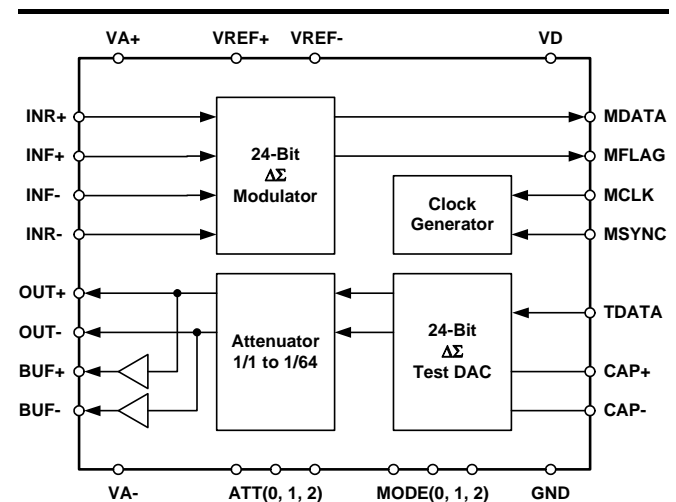 VA+ VREF+ VREF- VD
INR+
INF+
INF-
INR-
24-Bit
ΔΣ
Modulator
MDATA
MFLAG
MCLK
MSYNC
Clock
Generator
OUT+
OUT-
BUF+
BUF-
Attenuator
1/1 to 1/64
24-Bit
ΔΣ
Test DAC
TDATA
CAP+
CAP-
VA- ATT(0, 1, 2) MODE(0, 1, 2) GND